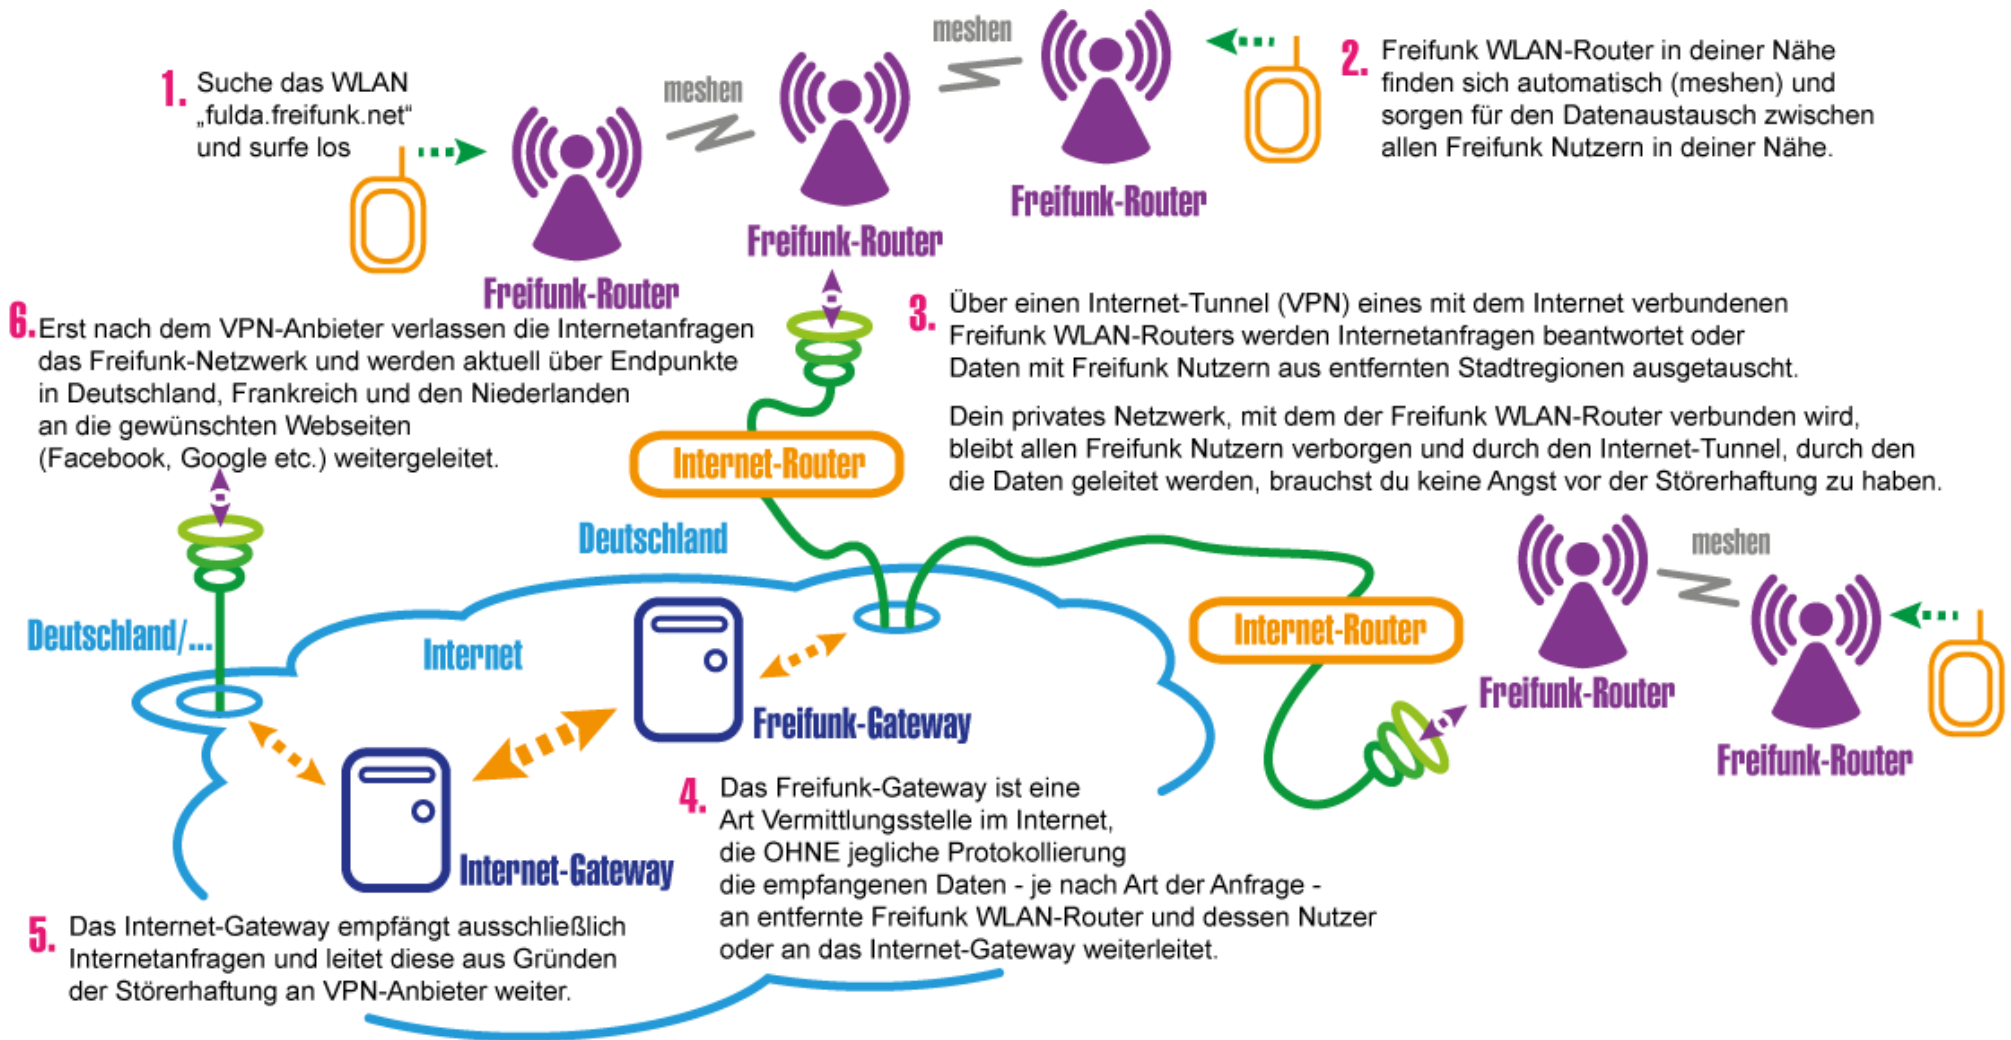 1. Suche das WLAN
„fulda.freifunk.net“
und surfe los
meshen
meshen
Freifunk-Router
Freifunk-Router
Freifunk-Router
2. Freifunk WLAN-Router in deiner Nähe
finden sich automatisch (meshen) und
sorgen für den Datenaustausch zwischen
allen Freifunk Nutzern in deiner Nähe.
3. Über einen Internet-Tunnel (VPN) eines mit dem Internet verbundenen
Freifunk WLAN-Routers werden Internetanfragen beantwortet oder
Daten mit Freifunk Nutzern aus entfernten Stadtregionen ausgetauscht.
Dein privates Netzwerk, mit dem der Freifunk WLAN-Router verbunden wird,
bleibt allen Freifunk Nutzern verborgen und durch den Internet-Tunnel, durch den
die Daten geleitet werden, brauchst du keine Angst vor der Störerhaftung zu haben.
6. Erst nach dem VPN-Anbieter verlassen die Internetanfragen
das Freifunk-Netzwerk und werden aktuell über Endpunkte
in Deutschland, Frankreich und den Niederlanden
an die gewünschten Webseiten
(Facebook, Google etc.) weitergeleitet.
Internet-Router
Deutschland
Deutschland/...
Internet
Internet-Router
meshen
Freifunk-Router
Freifunk-Router
Freifunk-Gateway
Internet-Gateway
4. Das Freifunk-Gateway ist eine
Art Vermittlungsstelle im Internet,
die OHNE jegliche Protokollierung
die empfangenen Daten - je nach Art der Anfrage -
an entfernte Freifunk WLAN-Router und dessen Nutzer
oder an das Internet-Gateway weiterleitet.
5. Das Internet-Gateway empfängt ausschließlich
Internetanfragen und leitet diese aus Gründen
der Störerhaftung an VPN-Anbieter weiter.